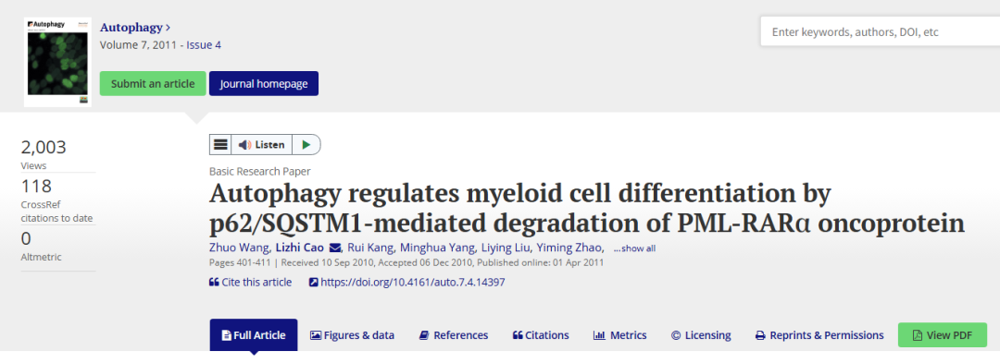 Autophagy
Autophagy >
Volume 7, 2011 - Issue 4
Enter keywords, authors, DOI, etc
Submit an article
Journal homepage
2,003
Views
118
CrossRef
citations to date
0
Altmetric
Listen
Basic Research Paper
Autophagy regulates myeloid cell differentiation by
p62/SQSTM1-mediated degradation of PML-RARα oncoprotein
Zhuo Wang, Lizhi Cao, Rui Kang, Minghua Yang, Liying Liu, Yiming Zhao, ...show all
Pages 401-411 | Received 10 Sep 2010, Accepted 06 Dec 2010, Published online: 01 Apr 2011
Cite this article https://doi.org/10.4161/auto.7.4.14397
Full Article Figures & data References Citations Metrics Licensing Reprints & Permissions View PDF